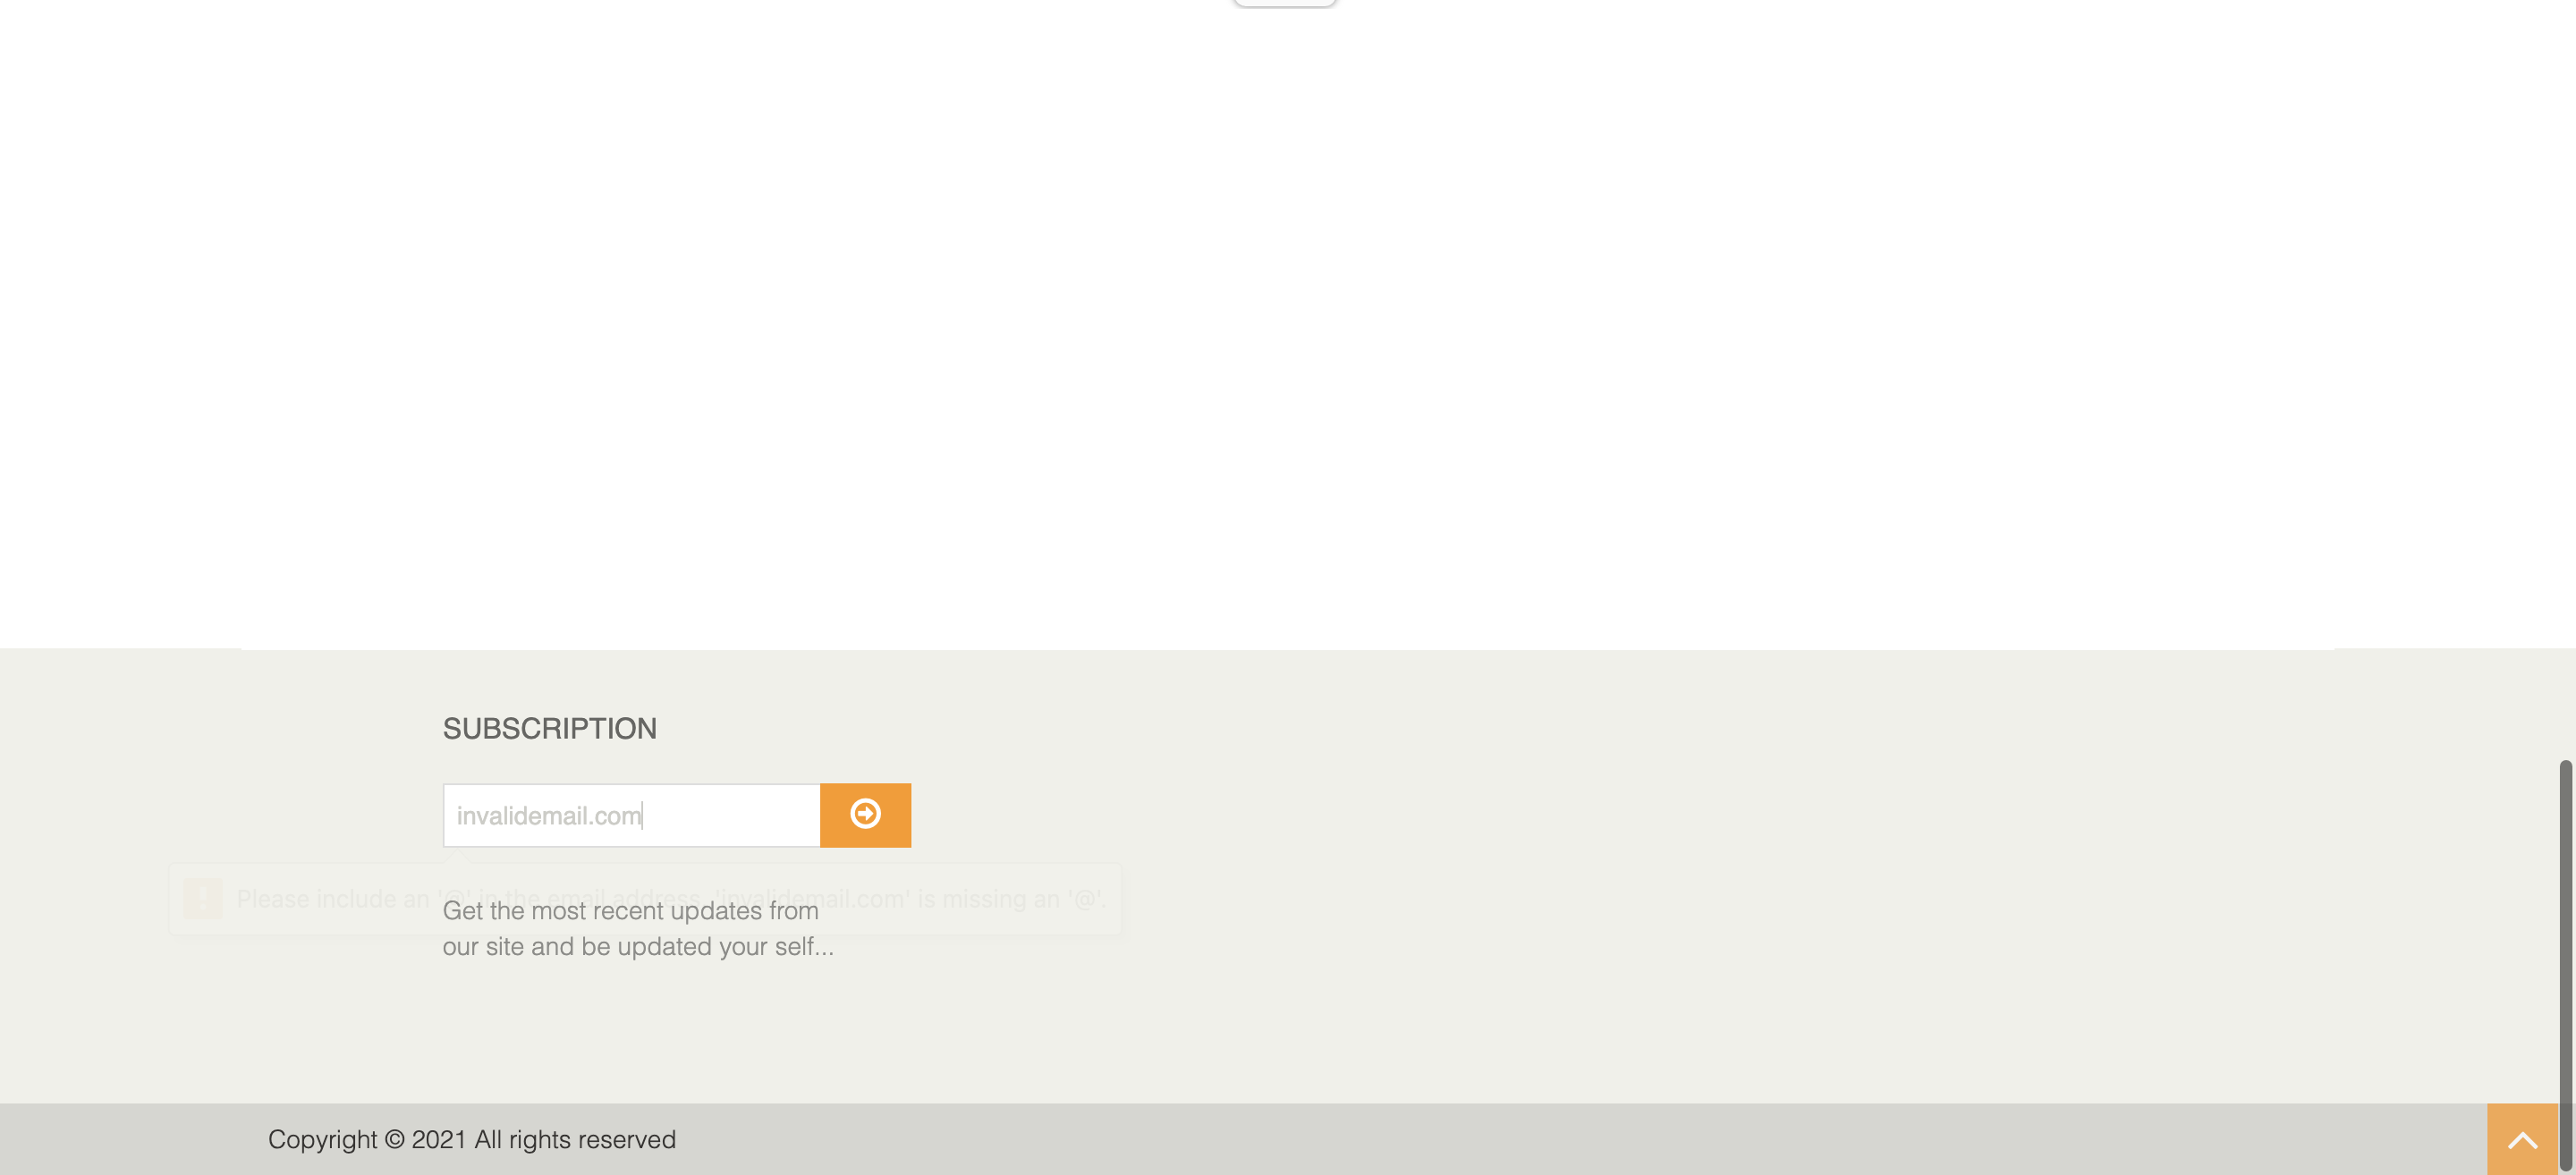 SUBSCRIPTION
invalidemail.com
Please include an '@' in the email address. 'invalidemail.com' is missing an '@'.
Get the most recent updates from
our site and be updated your self...
Copyright © 2021 All rights reserved